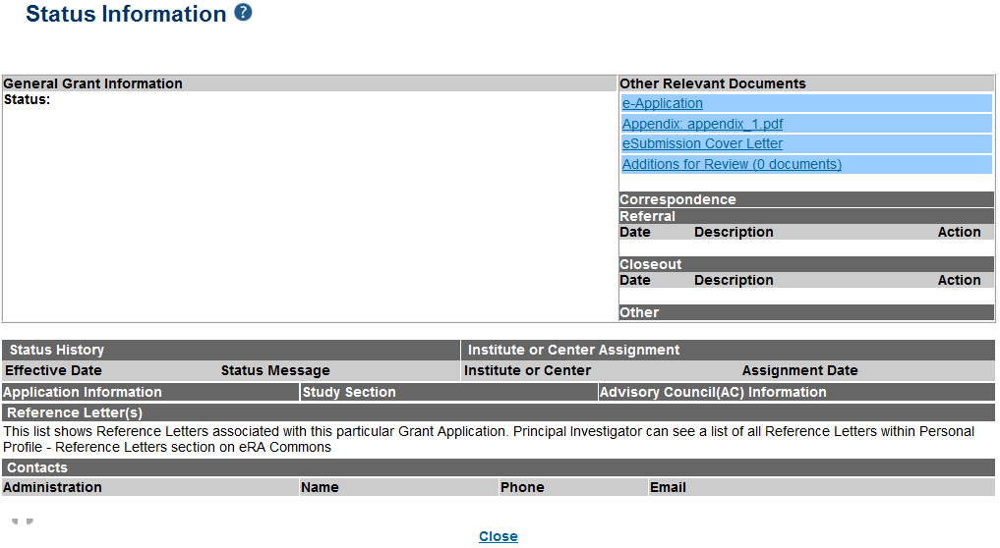 Status Information ?
General Grant Information
Status:
Other Relevant Documents
e-Application
Appendix: appendix_1.pdf
eSubmission Cover Letter
Additions for Review (0 documents)
Correspondence
Referral
Date Description Action
Closeout
Date Description Action
Other
Status History Institute or Center Assignment
Effective Date Status Message Institute or Center Assignment Date
Application Information Study Section Advisory Council(AC) Information
Reference Letter(s)
This list shows Reference Letters associated with this particular Grant Application. Principal Investigator can see a list of all Reference Letters within Personal
Profile - Reference Letters section on eRA Commons
Contacts
Administration Name Phone Email
Close